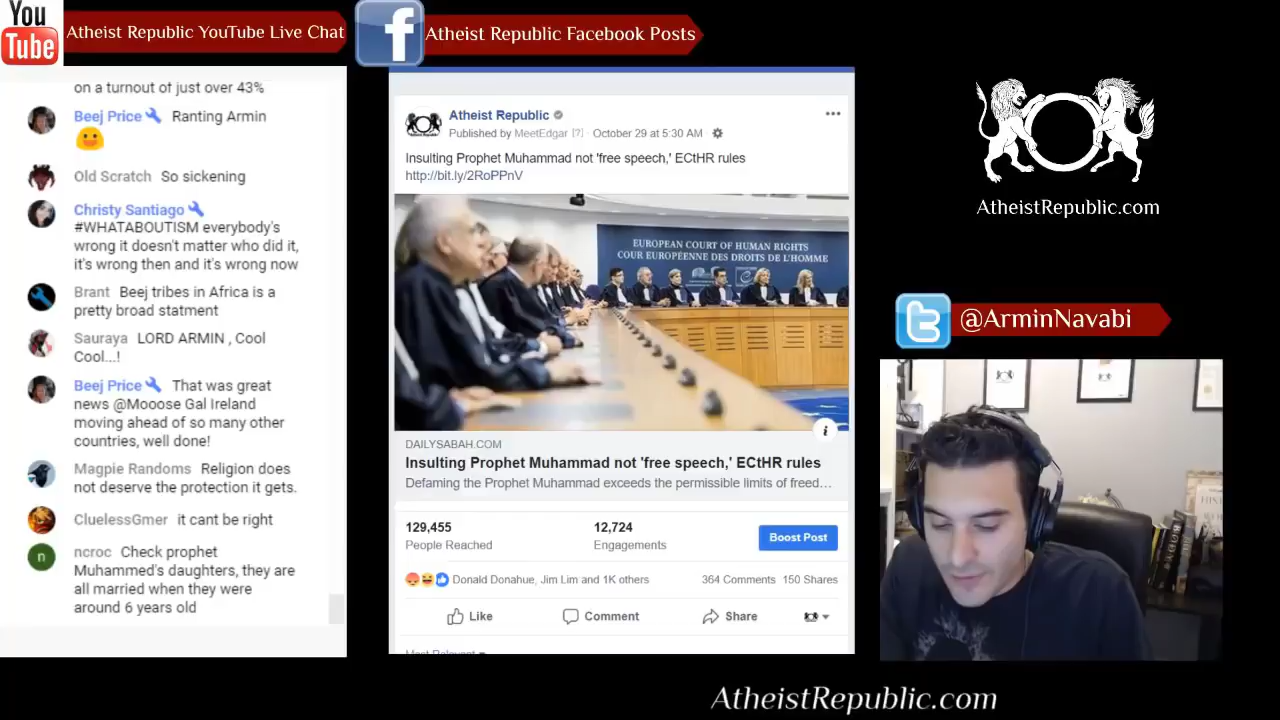 You
Tube
Atheist Republic YouTube Live Chat
Atheist Republic Facebook Posts
on a turnout of just over 43%
Beej Price Ranting Armin
Old Scratch So sickening
Christy Santiago
#WHATABOUTISM everybody's
wrong it doesn't matter who did it,
it's wrong then and it's wrong now
Brant Beej tribes in Africa is a
pretty broad statment
Sauraya LORD ARMIN , Cool
Cool...!
Beej Price That was great
news @Mooose Gal Ireland
moving ahead of so many other
countries, well done!
Magpie Randoms Religion does
not deserve the protection it gets.
CluelessGmer it cant be right
n
ncroc Check prophet
Muhammed's daughters, they are
all married when they were
around 6 years old
Atheist Republic
Published by MeetEdgar [?] · October 29 at 5:30 AM ·
Insulting Prophet Muhammad not 'free speech,' ECtHR rules
http://bit.ly/2RoPPnV
EUROPEAN COURT OF HUMAN RIGHTS
COUR EUROPÉENNE DES DROITS DE L'HOMME
DAILYSABAH.COM
Insulting Prophet Muhammad not 'free speech,' ECtHR rules
Defaming the Prophet Muhammad exceeds the permissible limits of freed…
129,455
People Reached
12,724
Engagements
Boost Post
Donald Donahue, Jim Lim and 1K others
364 Comments 150 Shares
Like Comment Share
Most Relevant
AtheistRepublic.com
@ArminNavabi
AtheistRepublic.com